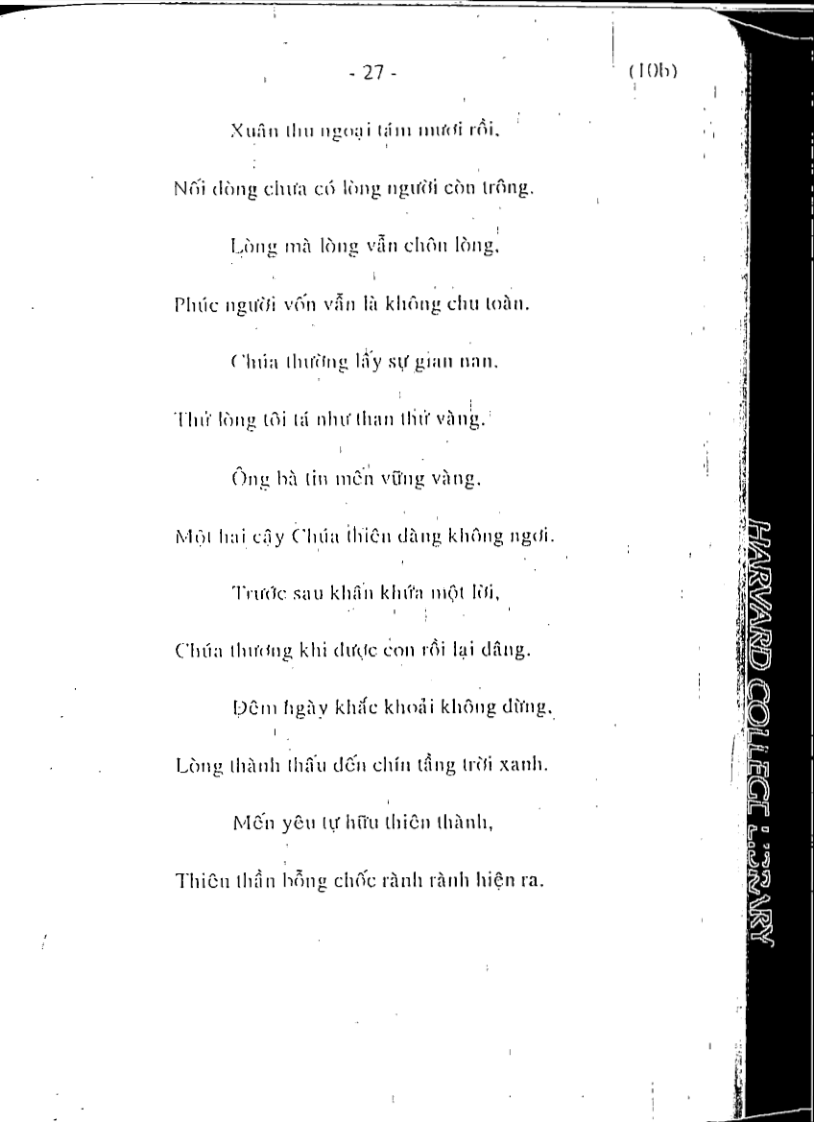 - 27 -
(10b)
Xuân thu ngoại tám mươi rồi,
Nối dòng chưa có lòng người còn trông.
Lòng mà lòng vẫn chôn lòng,
Phúc người vốn vẫn là không chu toàn.
Chúa thường lấy sự gian nan,
Thử lòng tôi tá như than thử vàng.
Ông bà tin mến vững vàng,
Một hai cậy Chúa thiên đàng không ngơi.
Trước sau khấn khứa một lời,
Chúa thương khi được con rồi lại dâng.
Đêm ngày khắc khoải không dừng,
Lòng thành thấu đến chín tầng trời xanh.
Mến yêu tự hữu thiên thành,
Thiên thần bỗng chốc rành rành hiện ra.
HARVARD COLLEGE LIBRARY